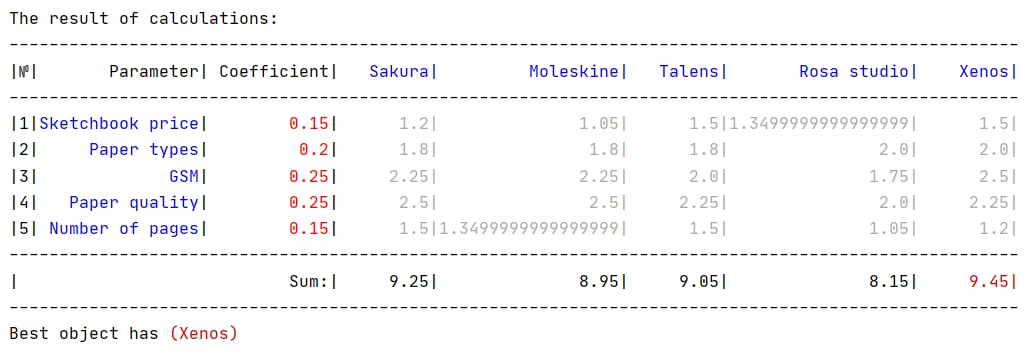 The result of calculations:
-----------------------------------------------------------------------------------------------------
|№|       Parameter| Coefficient|   Sakura|         Moleskine|   Talens|       Rosa studio|    Xenos|
-----------------------------------------------------------------------------------------------------
|1|Sketchbook price|        0.15|      1.2|              1.05|      1.5|1.3499999999999999|      1.5|
|2|     Paper types|         0.2|      1.8|               1.8|      1.8|               2.0|      2.0|
|3|             GSM|        0.25|     2.25|              2.25|      2.0|              1.75|      2.5|
|4|   Paper quality|        0.25|      2.5|               2.5|     2.25|               2.0|     2.25|
|5| Number of pages|        0.15|      1.5|1.3499999999999999|      1.5|              1.05|      1.2|
-----------------------------------------------------------------------------------------------------
|                           Sum:|     9.25|              8.95|     9.05|              8.15|     9.45|
-----------------------------------------------------------------------------------------------------
Best object has (Xenos)